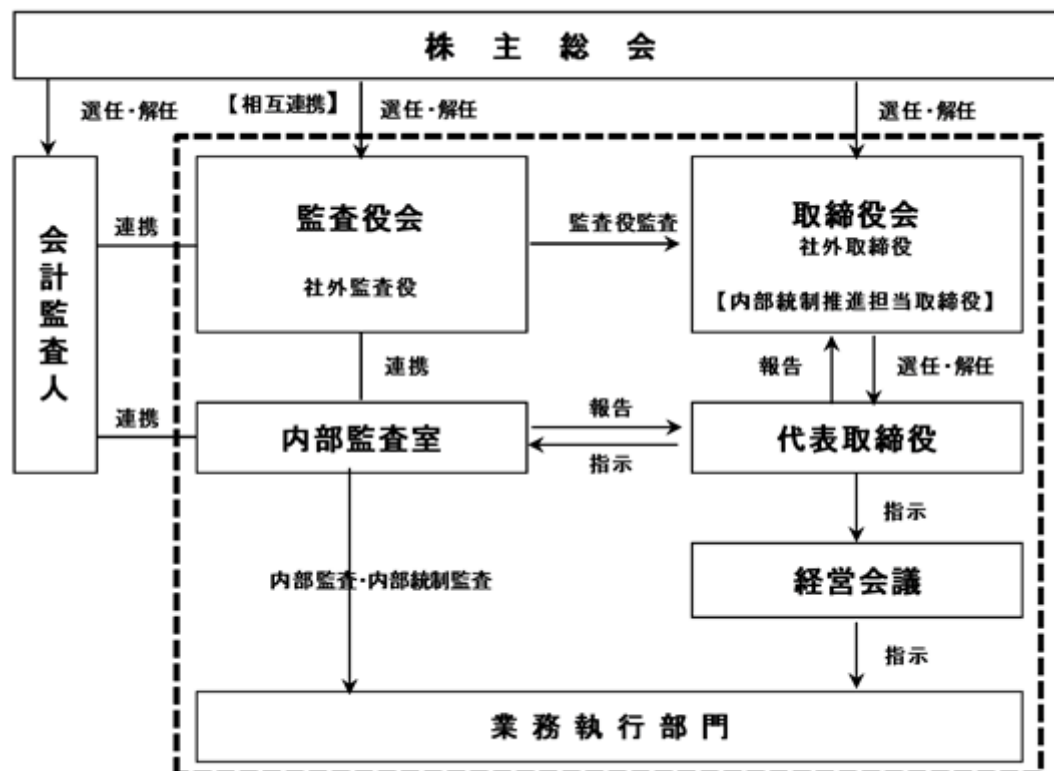 株主総会
選任・解任
【相互連携】
選任・解任
選任・解任
会計監査人
連携
監査役会
社外監査役
監査役監査
取締役会
社外取締役
【内部統制推進担当取締役】
連携
報告
選任・解任
連携
内部監査室
報告
指示
代表取締役
指示
内部監査・内部統制監査
経営会議
指示
業務執行部門